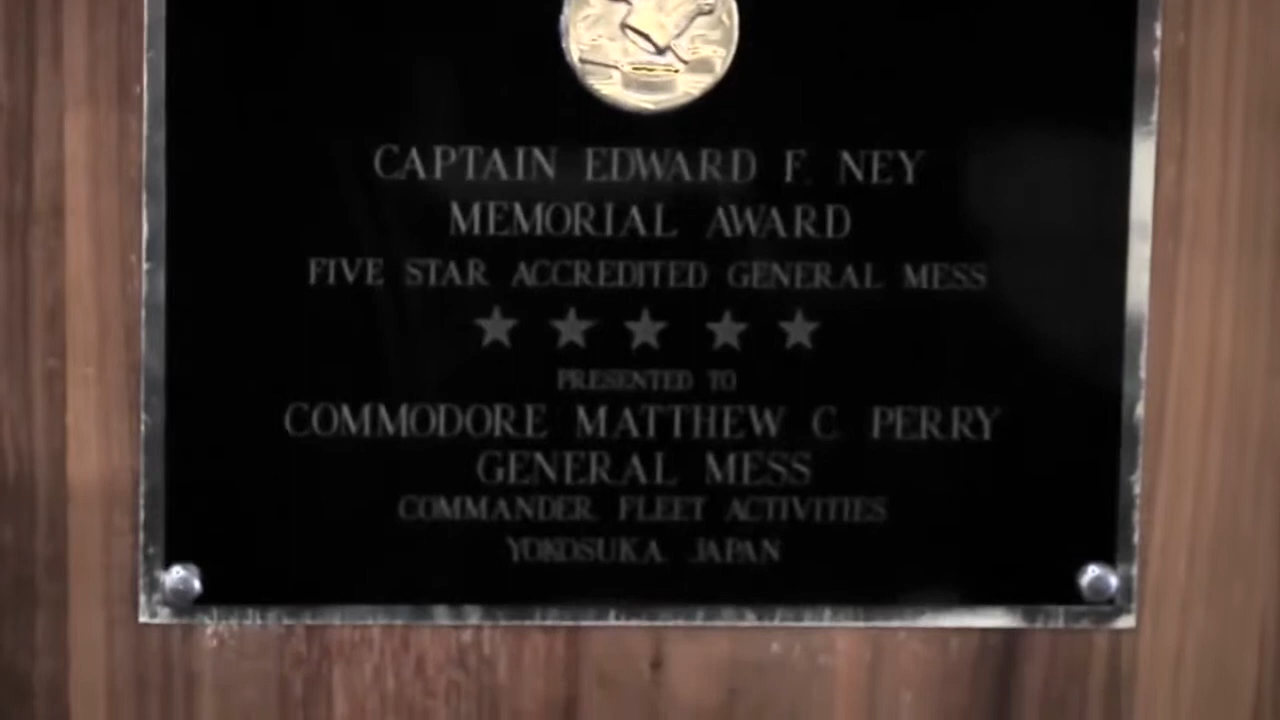 CAPTAIN EDWARD F. NEY
MEMORIAL AWARD
FIVE STAR ACCREDITED GENERAL MESS
PRESENTED TO
COMMODORE MATTHEW C PERRY
GENERAL MESS
COMMANDER FLEET ACTIVITIES
YOKOSUKA JAPAN